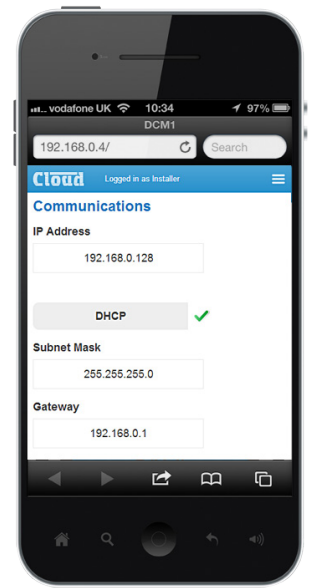 vodafone UK 10:34 97%
DCM1
192.168.0.4/ Search
Cloud Logged in as Installer
Communications
IP Address
192.168.0.128
DHCP
Subnet Mask
255.255.255.0
Gateway
192.168.0.1